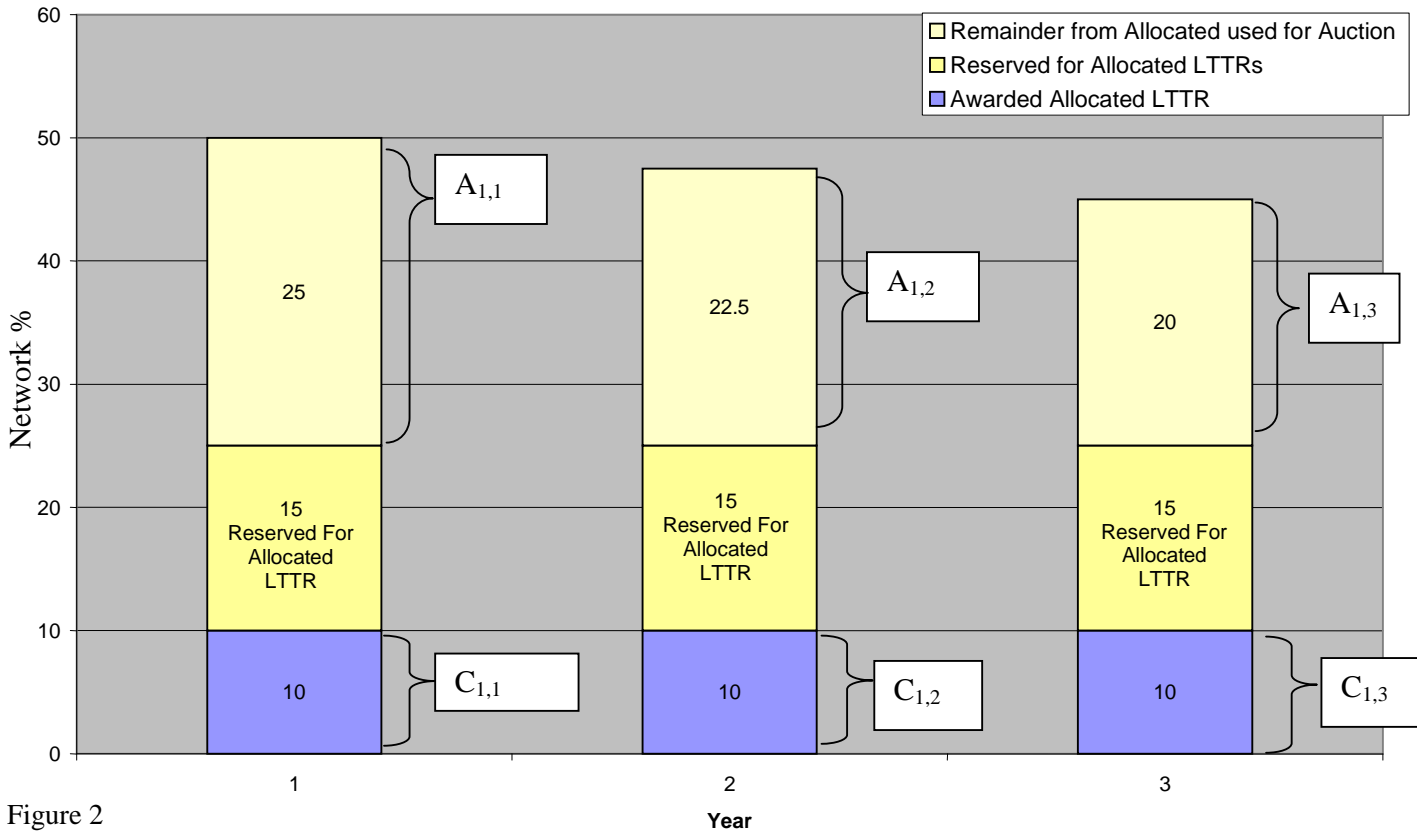 60
50
40
30
20
10
0
Network %
Remainder from Allocated used for Auction
Reserved for Allocated LTTRs
Awarded Allocated LTTR
25
A1,1
15
Reserved For
Allocated
LTTR
10
C1,1
22.5
A1,2
15
Reserved For
Allocated
LTTR
10
C1,2
20
A1,3
15
Reserved For
Allocated
LTTR
10
C1,3
1
2
3
Year
Figure 2